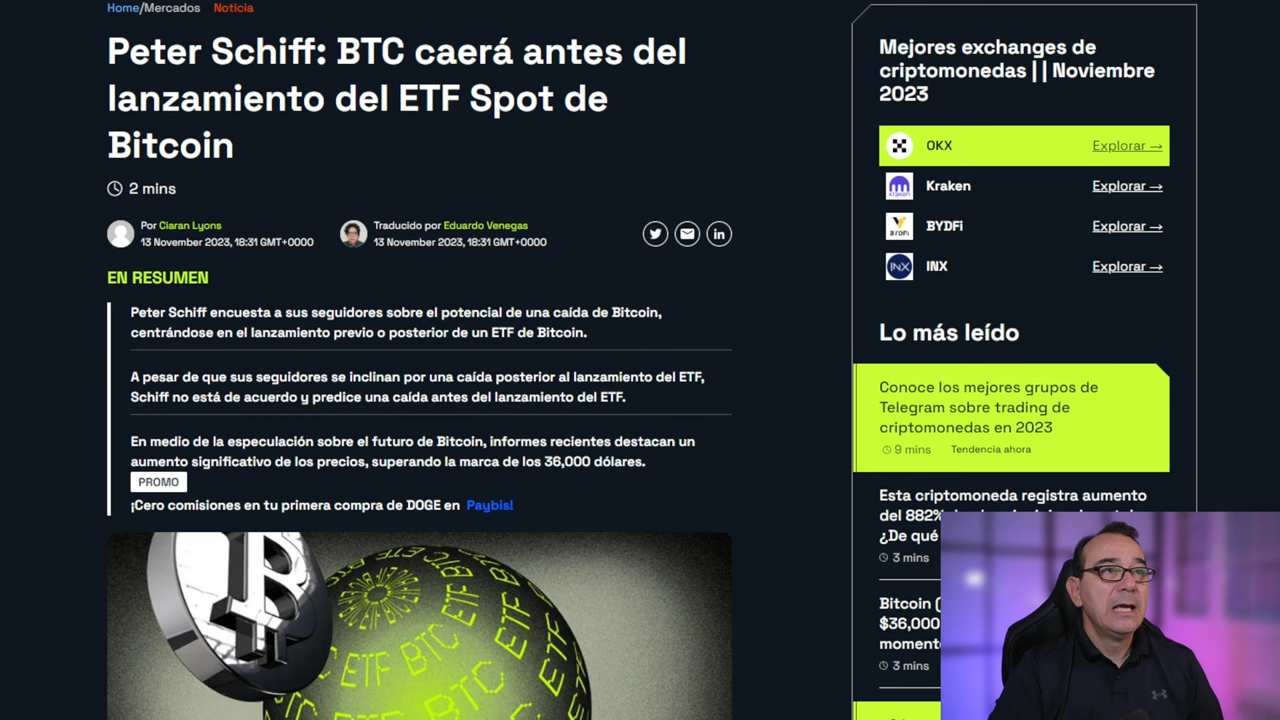 Home/Mercados Noticia
Peter Schiff: BTC caerá antes del
lanzamiento del ETF Spot de
Bitcoin
2 mins
Por Ciaran Lyons
13 November 2023, 18:31 GMT+0000
Traducido por Eduardo Venegas
13 November 2023, 18:31 GMT+0000
EN RESUMEN
Peter Schiff encuesta a sus seguidores sobre el potencial de una caída de Bitcoin,
centrándose en el lanzamiento previo o posterior de un ETF de Bitcoin.
A pesar de que sus seguidores se inclinan por una caída posterior al lanzamiento del ETF,
Schiff no está de acuerdo y predice una caída antes del lanzamiento del ETF.
En medio de la especulación sobre el futuro de Bitcoin, informes recientes destacan un
aumento significativo de los precios, superando la marca de los 36,000 dólares.
PROMO
¡Cero comisiones en tu primera compra de DOGE en Paybis!
ETF BTC ETF
BTC ETF BTC ETF
BTC ETF
Mejores exchanges de
criptomonedas | | Noviembre
2023
OKX Explorar →
Kraken Explorar →
BYDFi Explorar →
INX Explorar →
Lo más leído
Conoce los mejores grupos de
Telegram sobre trading de
criptomonedas en 2023
9 mins Tendencia ahora
Esta criptomoneda registra aumento
del 882%
¿De qué
3 mins
Bitcoin (
$36,000
momento
3 mins